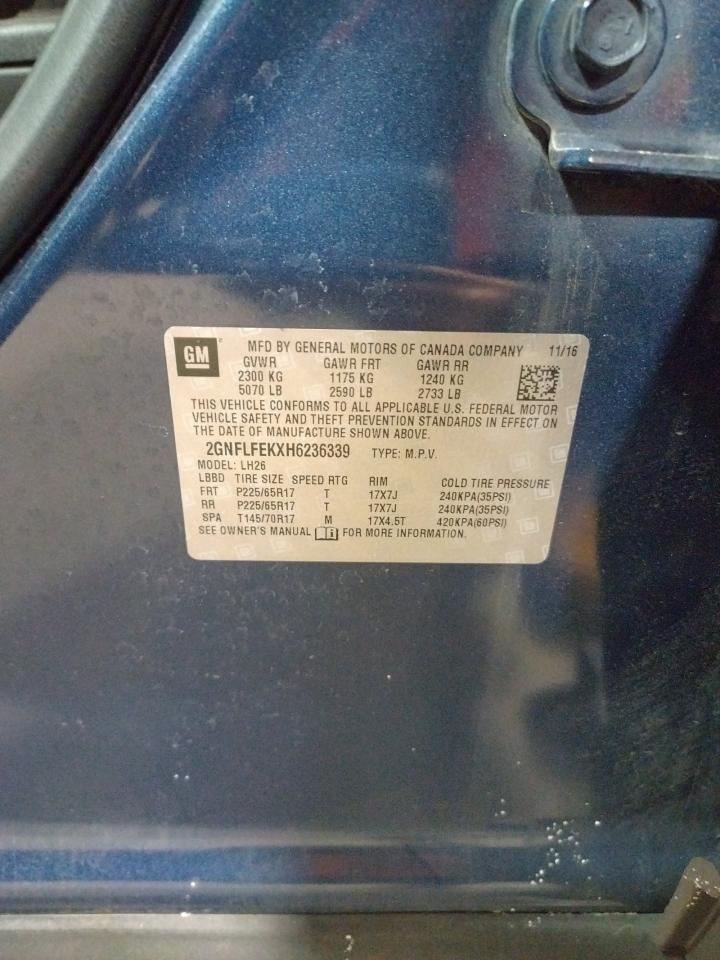 GM MFD BY GENERAL MOTORS OF CANADA COMPANY 11/16
GVWR GAWR FRT GAWR RR
2300 KG 1175 KG 1240 KG
5070 LB 2590 LB 2733 LB
THIS VEHICLE CONFORMS TO ALL APPLICABLE U.S. FEDERAL MOTOR
VEHICLE SAFETY AND THEFT PREVENTION STANDARDS IN EFFECT ON
THE DATE OF MANUFACTURE SHOWN ABOVE.
2GNFLFEKXH6236339 TYPE: M.P.V.
MODEL: LH26
LBBD TIRE SIZE SPEED RTG RIM COLD TIRE PRESSURE
FRT P225/65R17 T 17X7J 240KPA(35PSI)
RR P225/65R17 T 17X7J 240KPA(35PSI)
SPA T145/70R17 M 17X4.5T 420KPA(60PSI)
SEE OWNER'S MANUAL FOR MORE INFORMATION.